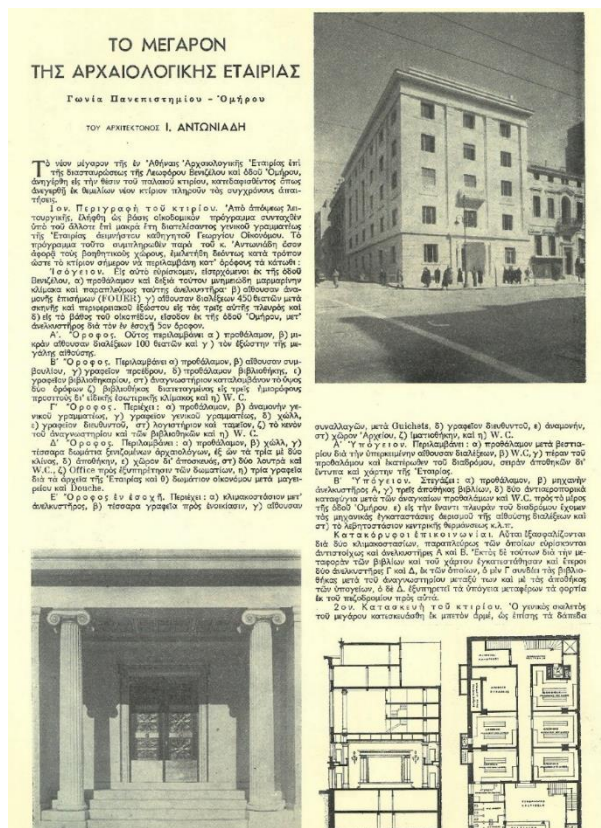 ΤΟ ΜΕΓΑΡΟΝ
ΤΗΣ ΑΡΧΑΙΟΛΟΓΙΚΗΣ ΕΤΑΙΡΙΑΣ
Γωνία Πανεπιστημίου - Ὁμήρου
ΤΟΥ ΑΡΧΙΤΕΚΤΟΝΟΣ Ι. ΑΝΤΩΝΙΑΔΗ
Τὸ νέον μέγαρον τῆς ἐν Ἀθήναις Ἀρχαιολογικῆς Ἑταιρίας ἐπὶ
τῆς διασταυρώσεως τῆς Λεωφόρου Βενιζέλου καὶ ὁδοῦ Ὁμήρου,
ἀνηγέρθη εἰς τὴν θέσιν τοῦ παλαιοῦ κτιρίου, κατεδαφισθέντος ὅπως
ἀνεγερθῇ ἐκ θεμελίων νέον κτίριον πληροῦν τὰς συγχρόνους ἀπαι-
τήσεις.
1ον. Περιγραφὴ τοῦ κτιρίου. Ἀπὸ ἀπόψεως λει-
τουργικῆς, ἐλήφθη ὡς βάσις οἰκοδομικὸν πρόγραμμα συνταχθὲν
ὑπὸ τοῦ ἄλλοτε ἐπὶ μακρὰ ἔτη διατελέσαντος γενικοῦ γραμματέως
τῆς Ἑταιρίας ἀειμνήστου καθηγητοῦ Γεωργίου Οἰκονόμου. Τὸ
πρόγραμμα τοῦτο συμπληρωθὲν παρὰ τοῦ κ. Ἀντωνιάδη ὅσον
ἀφορᾷ τοὺς βοηθητικοὺς χώρους, ἐμελετήθη δεόντως κατὰ τρόπον
ὥστε τὸ κτίριον σήμερον νὰ περιλαμβάνῃ κατ' ὀρόφους τὰ κάτωθι:
Ἰσόγειον. Εἰς αὐτὸ εὑρίσκομεν, εἰσερχόμενοι ἐκ τῆς ὁδοῦ
Βενιζέλου, α) προθάλαμον καὶ δεξιὰ τούτου μνημειώδη μαρμαρίνην
κλίμακα καὶ παραπλεύρως ταύτης ἀνελκυστῆρα· β) αἴθουσαν ἀνα-
μονῆς ἐπισήμων (FOUER) γ) αἴθουσαν διαλέξεων 450 θεατῶν μετὰ
σκηνῆς καὶ περιφερειακοῦ ἐξώστου εἰς τὰς τρεῖς αὐτῆς πλευρὰς καὶ
δ) εἰς τὸ βάθος τοῦ οἰκοπέδου, εἴσοδον ἐκ τῆς ὁδοῦ Ὁμήρου, μετ'
ἀνελκυστῆρος διὰ τὸν ἐν ἐσοχῇ 5ον ὄροφον.
Α'. Ὄροφος. Οὗτος περιλαμβάνει α) προθάλαμον, β) μι-
κρὰν αἴθουσαν διαλέξεων 100 θεατῶν καὶ γ) τὸν ἐξώστην τῆς με-
γάλης αἰθούσης.
Β' Ὄροφος. Περιλαμβάνει α) προθάλαμον, β) αἴθουσαν συμ-
βουλίου, γ) γραφεῖον προέδρου, δ) προθάλαμον βιβλιοθήκης, ε)
γραφεῖον βιβλιοθηκαρίου, στ) ἀναγνωστήριον καταλαμβάνον τὸ ὕψος
δύο ὀρόφων ζ) βιβλιοθήκας διατεταγμένας εἰς τρεῖς ἡμιορόφους
προσιτοὺς δι' εἰδικῆς ἐσωτερικῆς κλίμακος καὶ η) W. C.
Γ' Ὄροφος. Περιέχει: α) προθάλαμον, β) ἀναμονὴν γε-
νικοῦ γραμματέως, γ) γραφεῖον γενικοῦ γραμματέως, δ) χώλλ,
ε) γραφεῖον διευθυντοῦ, στ) λογιστήριον καὶ ταμεῖον, ζ) τὸ κενὸν
τοῦ ἀναγνωστηρίου καὶ τῶν βιβλιοθηκῶν καὶ η) W. C.
Δ' Ὄροφος. Περιλαμβάνει: α) προθάλαμον, β) χώλλ, γ)
τέσσαρα δωμάτια ξενιζομένων ἀρχαιολόγων, ἐξ ὧν τὰ τρία μὲ δύο
κλίνας, δ) ἀποθήκην, ε) χῶρον δι' ἀποσκευάς, στ) δύο λουτρὰ καὶ
W.C., ζ) Office πρὸς ἐξυπηρέτησιν τῶν δωματίων, η) τρία γραφεῖα
διὰ τὰ ἀρχεῖα τῆς Ἑταιρίας καὶ θ) δωμάτιον οἰκονόμου μετὰ μαγει-
ρείου καὶ Douche.
Ε' Ὄροφος ἐν ἐσοχῇ. Περιέχει: α) κλιμακοστάσιον μετ'
ἀνελκυστῆρος, β) τέσσαρα γραφεῖα πρὸς ἐνοικίασιν, γ) αἴθουσαν
συναλλαγῶν, μετὰ Guichets, δ) γραφεῖον διευθυντοῦ, ε) ἀναμονήν,
στ) χῶρον Ἀρχείου, ζ) ἱματιοθήκην, καὶ η) W.C.
Α' Ὑπόγειον. Περιλαμβάνει: α) προθάλαμον μετὰ βεστια-
ρίου διὰ τὴν ὑπερκειμένην αἴθουσαν διαλέξεων, β) W.C, γ) πέραν τοῦ
προθαλάμου καὶ ἑκατέρωθεν τοῦ διαδρόμου, σειρὰν ἀποθηκῶν δι'
ἔντυπα καὶ χάρτην τῆς Ἑταιρίας.
Β' Ὑπόγειον. Στεγάζει: α) προθάλαμον, β) μηχανὴν
ἀνελκυστῆρος Α, γ) τρεῖς ἀποθήκας βιβλίων, δ) δύο ἀντιαεροπορικὰ
καταφύγια μετὰ τῶν ἀναγκαίων προθαλάμων καὶ W.C. πρὸς τὸ μέρος
τῆς ὁδοῦ Ὁμήρου. ε) εἰς τὴν ἔναντι πλευρὰν τοῦ διαδρόμου ἔχομεν
τὰς μηχανικὰς ἐγκαταστάσεις ἀερισμοῦ τῆς αἰθούσης διαλέξεων καὶ
στ) τὸ λεβητοστάσιον κεντρικῆς θερμάνσεως κ.λ.π.
Κατακόρυφοι ἐπικοινωνίαι. Αὗται ἐξασφαλίζονται
διὰ δύο κλιμακοστασίων, παραπλεύρως τῶν ὁποίων εὑρίσκονται
ἀντιστοίχως καὶ ἀνελκυστῆρες Α καὶ Β. Ἐκτὸς δὲ τούτων διὰ τὴν με-
ταφορὰν τῶν βιβλίων καὶ τοῦ χάρτου ἐγκατεστάθησαν καὶ ἕτεροι
δύο ἀνελκυστῆρες Γ καὶ Δ, ἐκ τῶν ὁποίων, ὁ μὲν Γ συνδέει τὰς βιβλιο-
θήκας μετὰ τοῦ ἀναγνωστηρίου μεταξύ των καὶ μὲ τὰς ἀποθήκας
τῶν ὑπογείων, ὁ δὲ Δ. ἐξυπηρετεῖ τὰ ὑπόγεια μεταφέρων τὰ φορτία
ἐκ τοῦ πεζοδρομίου πρὸς αὐτά.
2ον. Κατασκευὴ τοῦ κτιρίου. Ὁ γενικὸς σκελετὸς
τοῦ μεγάρου κατεσκευάσθη ἐκ μπετὸν ἀρμέ, ὡς ἐπίσης τὰ δάπεδα